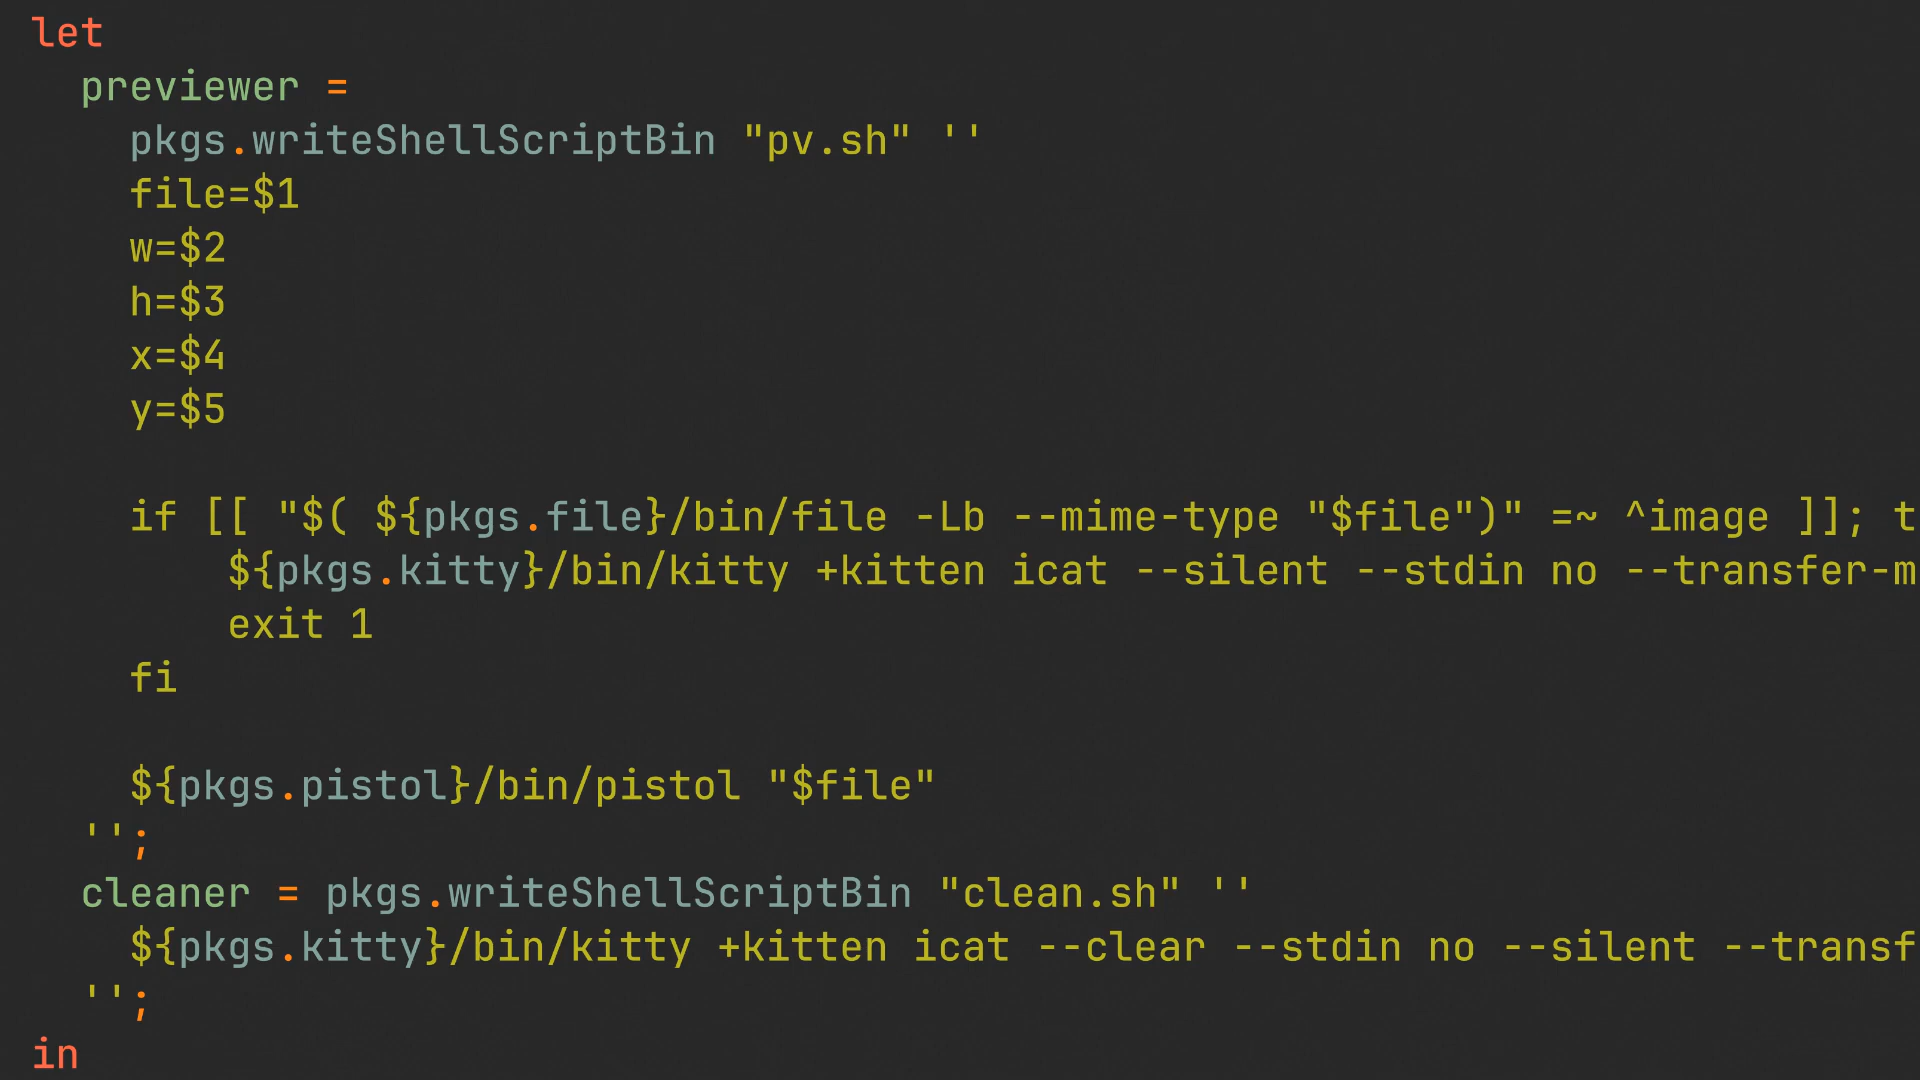 let
previewer =
pkgs.writeShellScriptBin "pv.sh" ''
file=$1
w=$2
h=$3
x=$4
y=$5
if [[ "$( ${pkgs.file}/bin/file -Lb --mime-type "$file")" =~ ^image ]]; t
${pkgs.kitty}/bin/kitty +kitten icat --silent --stdin no --transfer-m
exit 1
fi
${pkgs.pistol}/bin/pistol "$file"
'';
cleaner = pkgs.writeShellScriptBin "clean.sh" ''
${pkgs.kitty}/bin/kitty +kitten icat --clear --stdin no --silent --transf
'';
in